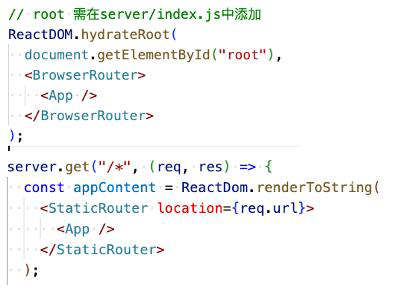 // root 需在server/index.js中添加
ReactDOM.hydrateRoot(
  document.getElementById("root"),
  <BrowserRouter>
    <App />
  </BrowserRouter>
);
server.get("/*", (req, res) => {
  const appContent = ReactDom.renderToString(
    <StaticRouter location={req.url}>
      <App />
    </StaticRouter>
  );